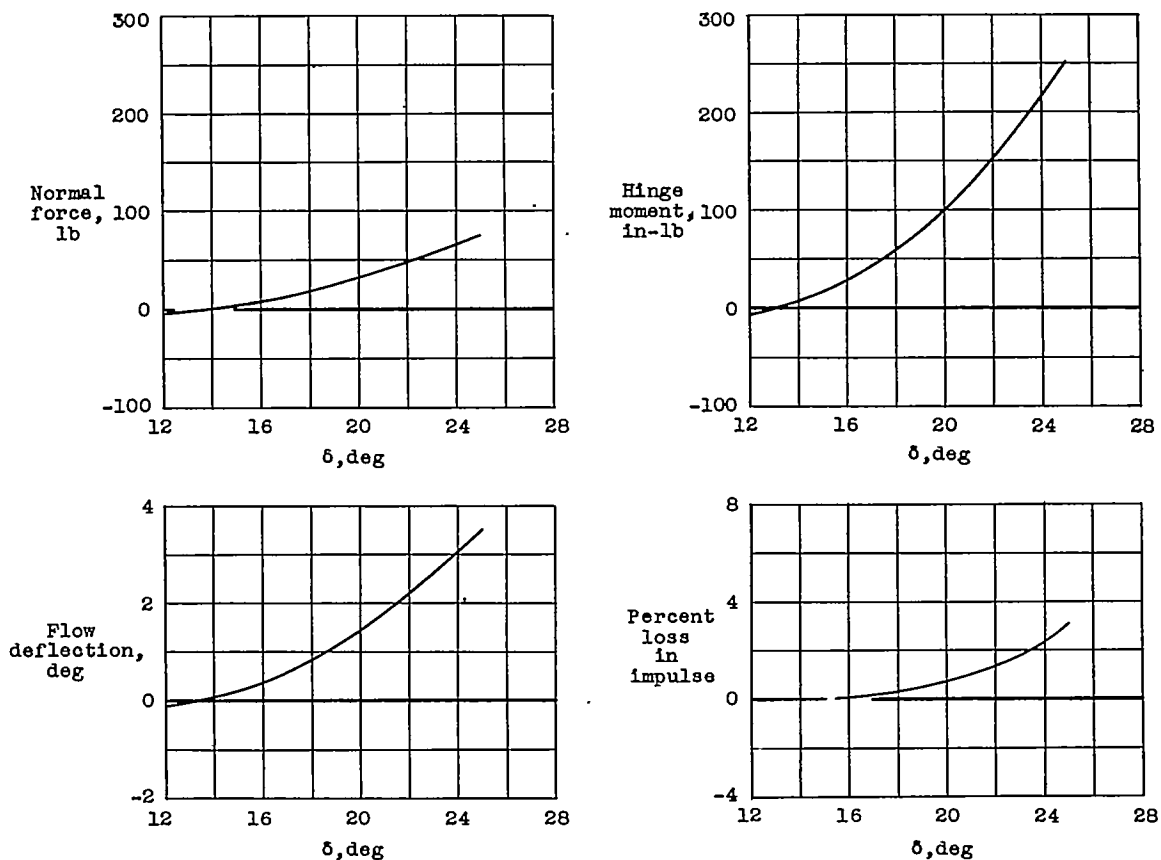 300
200
100
0
-100
Normal
force,
lb
12 16 20 24 28
δ,deg
300
200
100
0
-100
Hinge
moment,
in-lb
12 16 20 24 28
δ,deg
4
2
0
-2
Flow
deflection,
deg
12 16 20 24 28
δ,deg
8
4
0
-4
Percent
loss
in
impulse
12 16 20 24 28
δ,deg